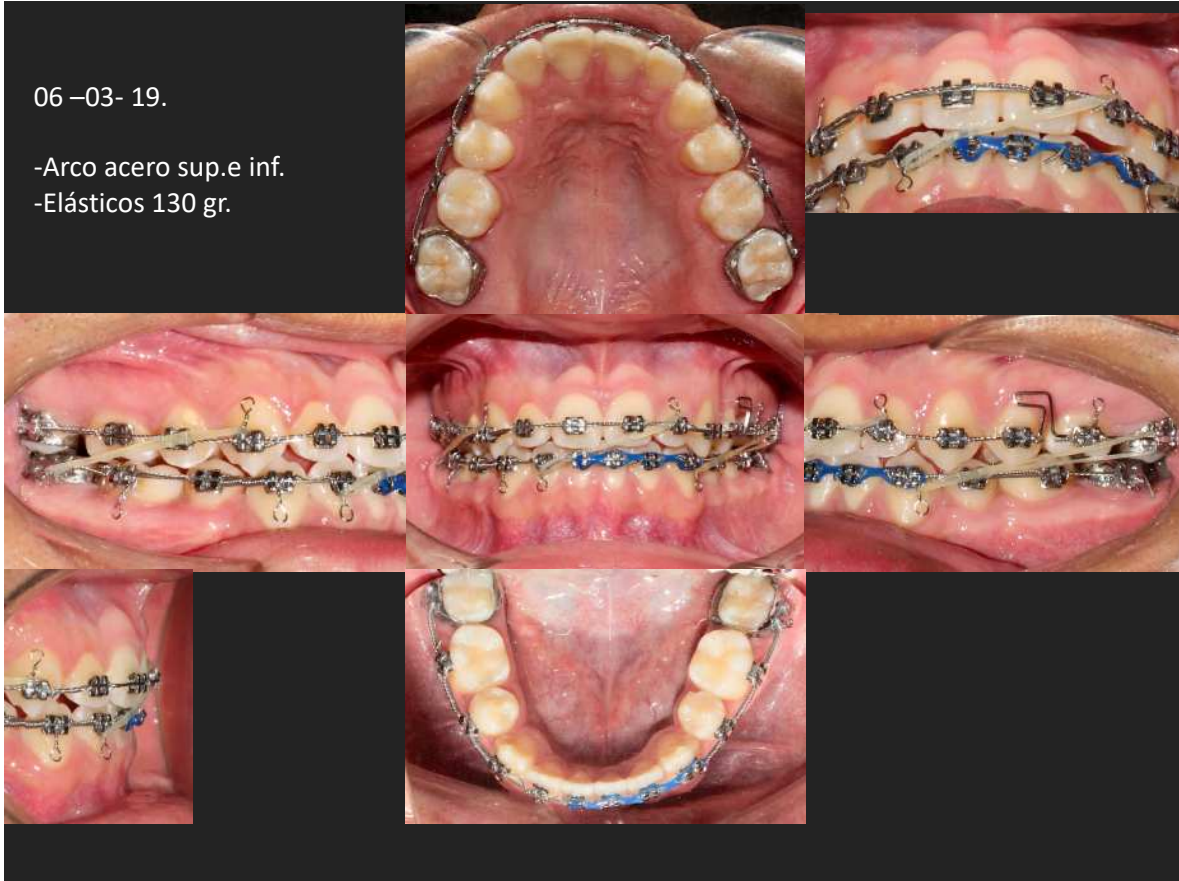 06 –03- 19.
-Arco acero sup.e inf.
-Elásticos 130 gr.